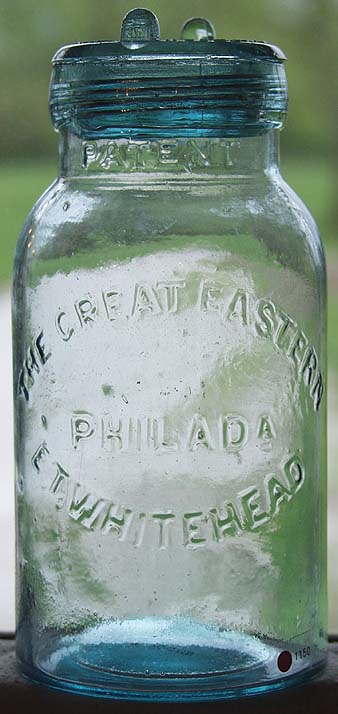 PATENT
THE GREAT EASTERN
PHILADA
E.T. WHITEHEAD
1150